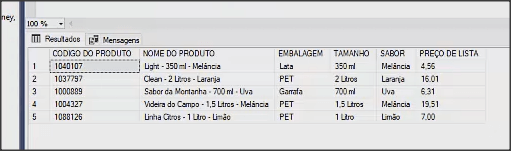 ney,
100 %
Resultados Mensagens
CODIGO DO PRODUTO NOME DO PRODUTO EMBALAGEM TAMANHO SABOR PREÇO DE LISTA
1 1040107 Light - 350 ml - Melância Lata 350 ml Melância 4,56
2 1037797 Clean - 2 Litros - Laranja PET 2 Litros Laranja 16,01
3 1000889 Sabor da Montanha - 700 ml - Uva Garrafa 700 ml Uva 6,31
4 1004327 Videira do Campo - 1,5 Litros - Melância PET 1,5 Litros Melância 19,51
5 1088126 Linha Citros - 1 Litro - Limão PET 1 Litro Limão 7,00